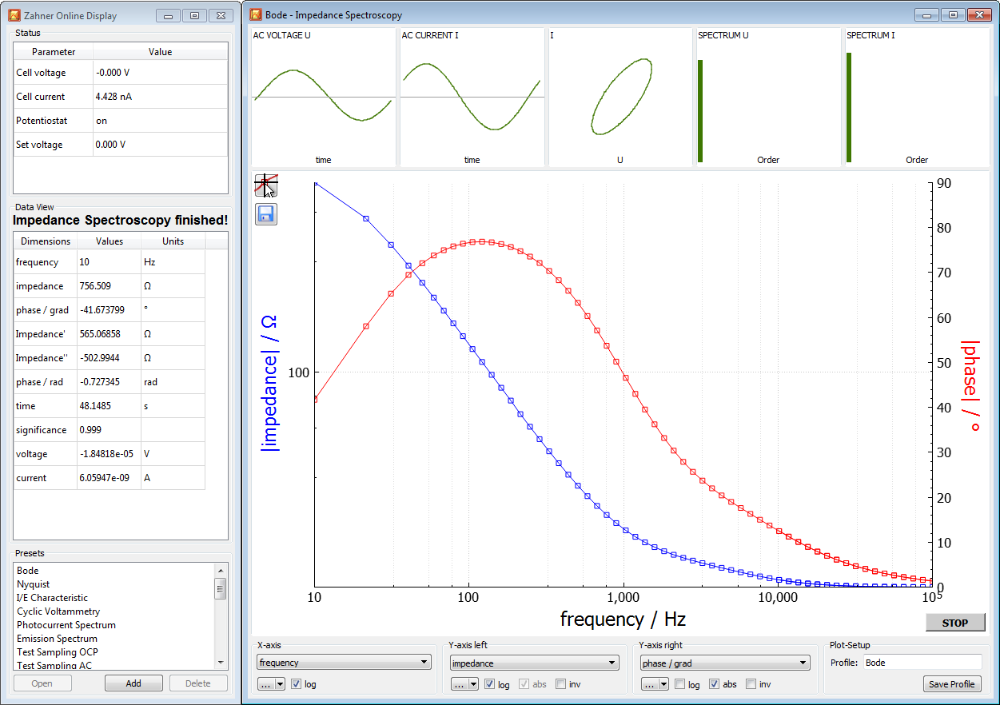 Zahner Online Display
Status
Parameter Value
Cell voltage -0.000 V
Cell current 4.428 nA
Potentiostat on
Set voltage 0.000 V
Data View
Impedance Spectroscopy finished!
Dimensions Values Units
frequency 10 Hz
impedance 756.509 Ω
phase / grad -41.673799 °
Impedance' 565.06858 Ω
Impedance'' -502.9944 Ω
phase / rad -0.727345 rad
time 48.1485 s
significance 0.999
voltage -1.84818e-05 V
current 6.05947e-09 A
Presets
Bode
Nyquist
I/E Characteristic
Cyclic Voltammetry
Photocurrent Spectrum
Emission Spectrum
Test Sampling OCP
Test Sampling AC
Open Add Delete
Bode - Impedance Spectroscopy
AC VOLTAGE U AC CURRENT I I SPECTRUM U SPECTRUM I
time time U Order Order
|impedance| / Ω
100
90
80
70
60
50
40
30
20
10
0
|phase| / °
10 100 1,000 10,000 10⁵
frequency / Hz
STOP
X-axis
frequency
... log
Y-axis left
impedance
... log abs inv
Y-axis right
phase / grad
... log abs inv
Plot-Setup
Profile: Bode
Save Profile